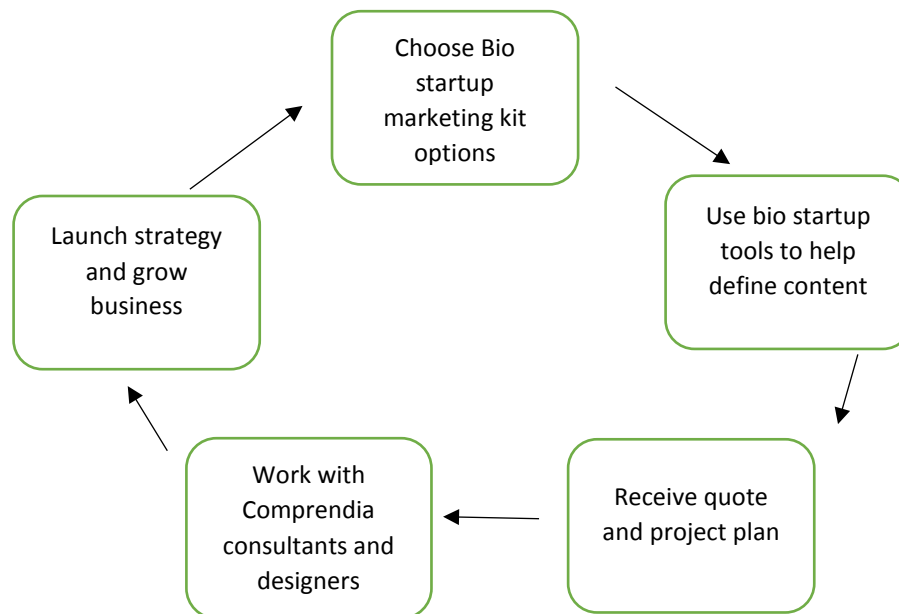 Choose Bio
startup
marketing kit
options
Use bio startup
tools to help
define content
Receive quote
and project plan
Work with
Comprendia
consultants and
designers
Launch strategy
and grow
business